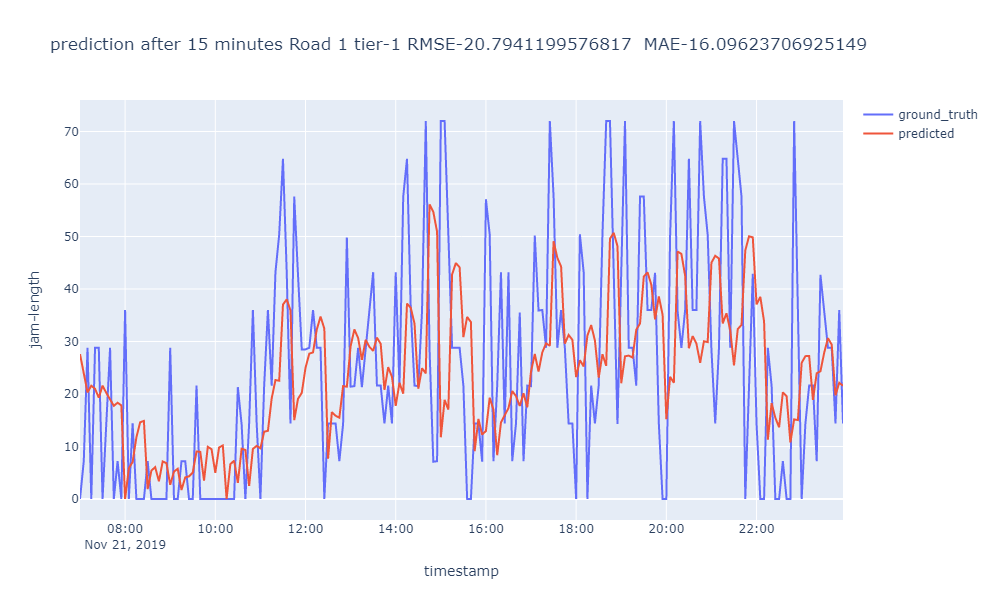 prediction after 15 minutes Road 1 tier-1 RMSE-20.7941199576817  MAE-16.09623706925149
ground_truth
predicted
70
60
50
40
30
20
10
0
jam-length
08:00 10:00 12:00 14:00 16:00 18:00 20:00 22:00
Nov 21, 2019
timestamp